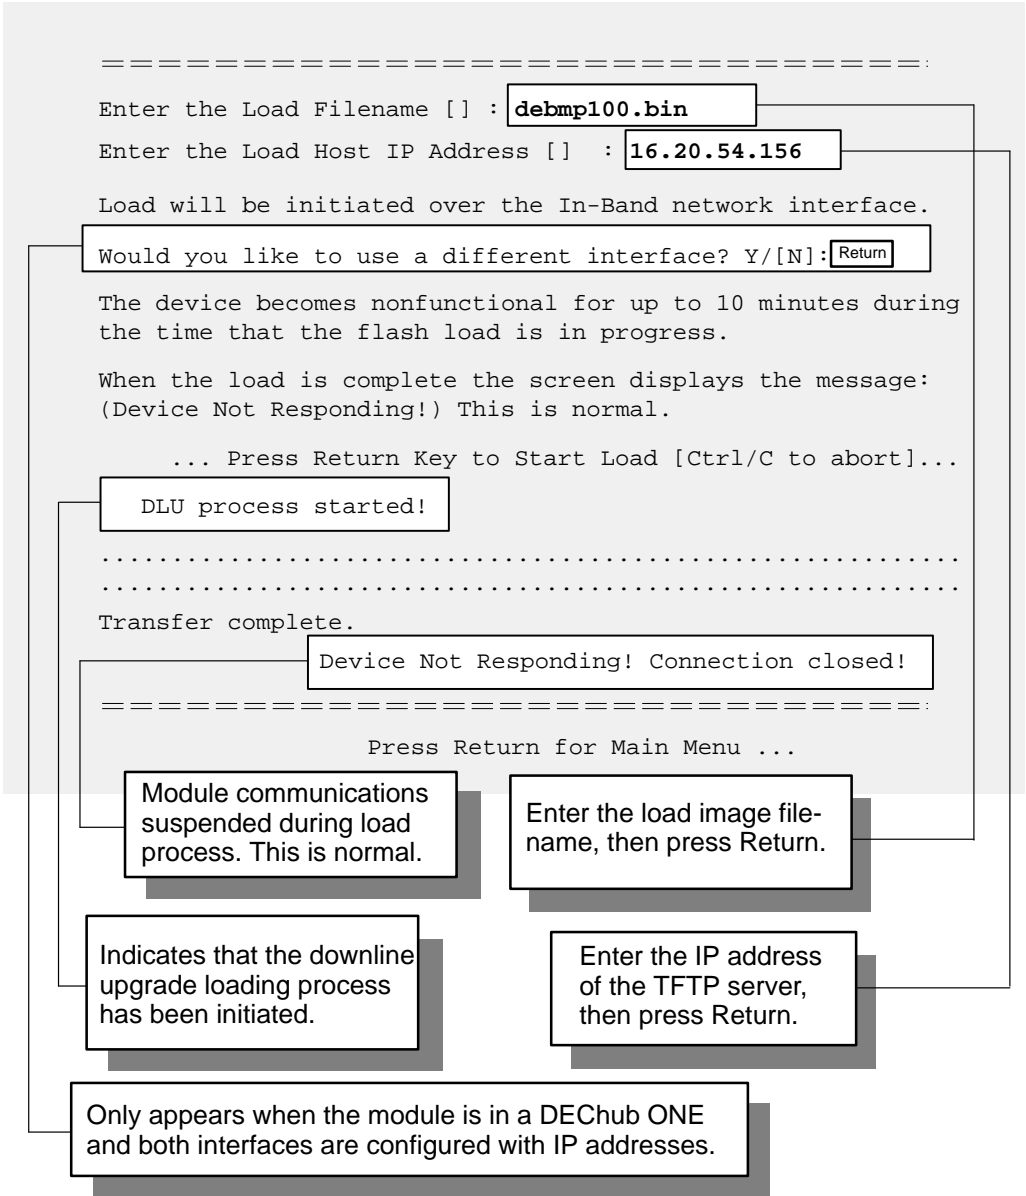 ====================================
Enter the Load Filename [] : debmp100.bin
Enter the Load Host IP Address [] : 16.20.54.156
Load will be initiated over the In-Band network interface.
Would you like to use a different interface? Y/[N]: Return
The device becomes nonfunctional for up to 10 minutes during
the time that the flash load is in progress.
When the load is complete the screen displays the message:
(Device Not Responding!) This is normal.
... Press Return Key to Start Load [Ctrl/C to abort]...
DLU process started!
............................................................
............................................................
Transfer complete.
Device Not Responding! Connection closed!
====================================
Press Return for Main Menu ...
Module communications
suspended during load
process. This is normal.
Enter the load image file-
name, then press Return.
Indicates that the downline
upgrade loading process
has been initiated.
Enter the IP address
of the TFTP server,
then press Return.
Only appears when the module is in a DEChub ONE
and both interfaces are configured with IP addresses.